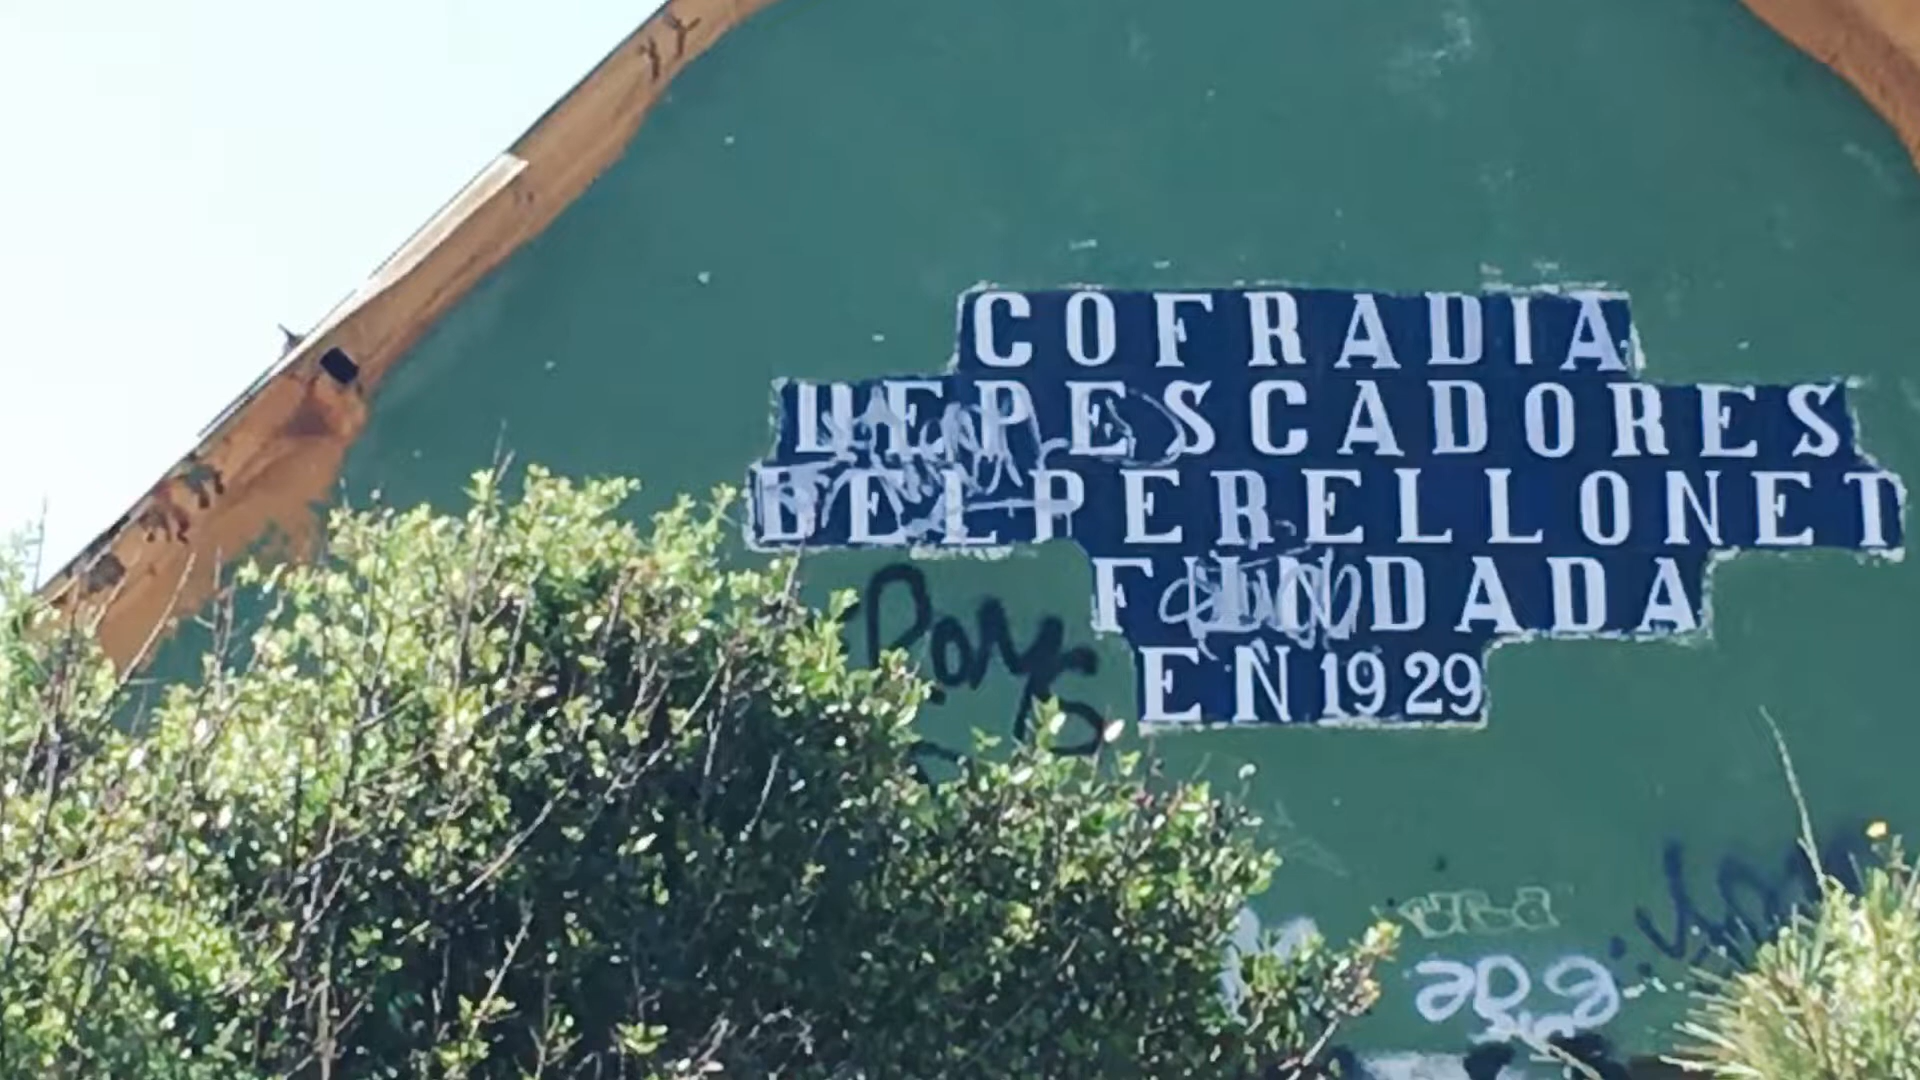 COFRADIA
DE PESCADORES
DEL PERELLONET
FUNDADA
EN 1929